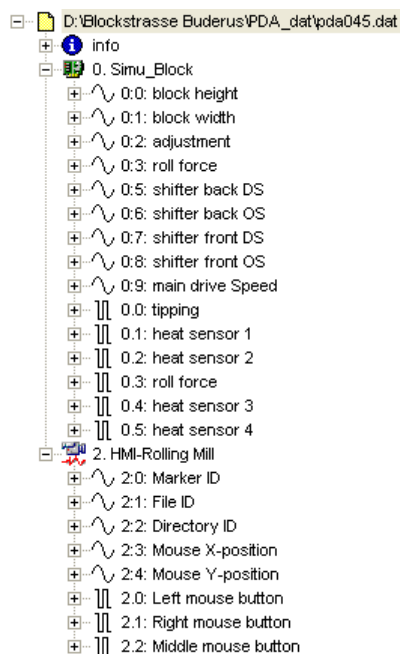 D:\Blockstrasse Buderus\PDA_dat\pda045.dat
info
0. Simu_Block
0:0: block height
0:1: block width
0:2: adjustment
0:3: roll force
0:5: shifter back DS
0:6: shifter back OS
0:7: shifter front DS
0:8: shifter front OS
0:9: main drive Speed
0.0: tipping
0.1: heat sensor 1
0.2: heat sensor 2
0.3: roll force
0.4: heat sensor 3
0.5: heat sensor 4
2. HMI-Rolling Mill
2:0: Marker ID
2:1: File ID
2:2: Directory ID
2:3: Mouse X-position
2:4: Mouse Y-position
2.0: Left mouse button
2.1: Right mouse button
2.2: Middle mouse button